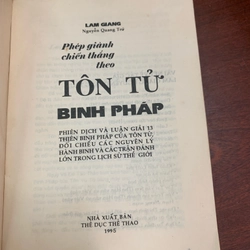 LAM GIANG
Nguyễn Quang Trứ
Phép giành
chiến thắng
theo
TÔN TỬ
BINH PHÁP
PHIÊN DỊCH VÀ LUẬN GIẢI 13
THIÊN BINH PHÁP CỦA TÔN TỬ,
ĐỐI CHIẾU CÁC NGUYÊN LÝ
HÀNH BINH VÀ CÁC TRẬN ĐÁNH
LỚN TRONG LỊCH SỬ THẾ GIỚI
NHÀ XUẤT BẢN
THỂ DỤC THỂ THAO
1995